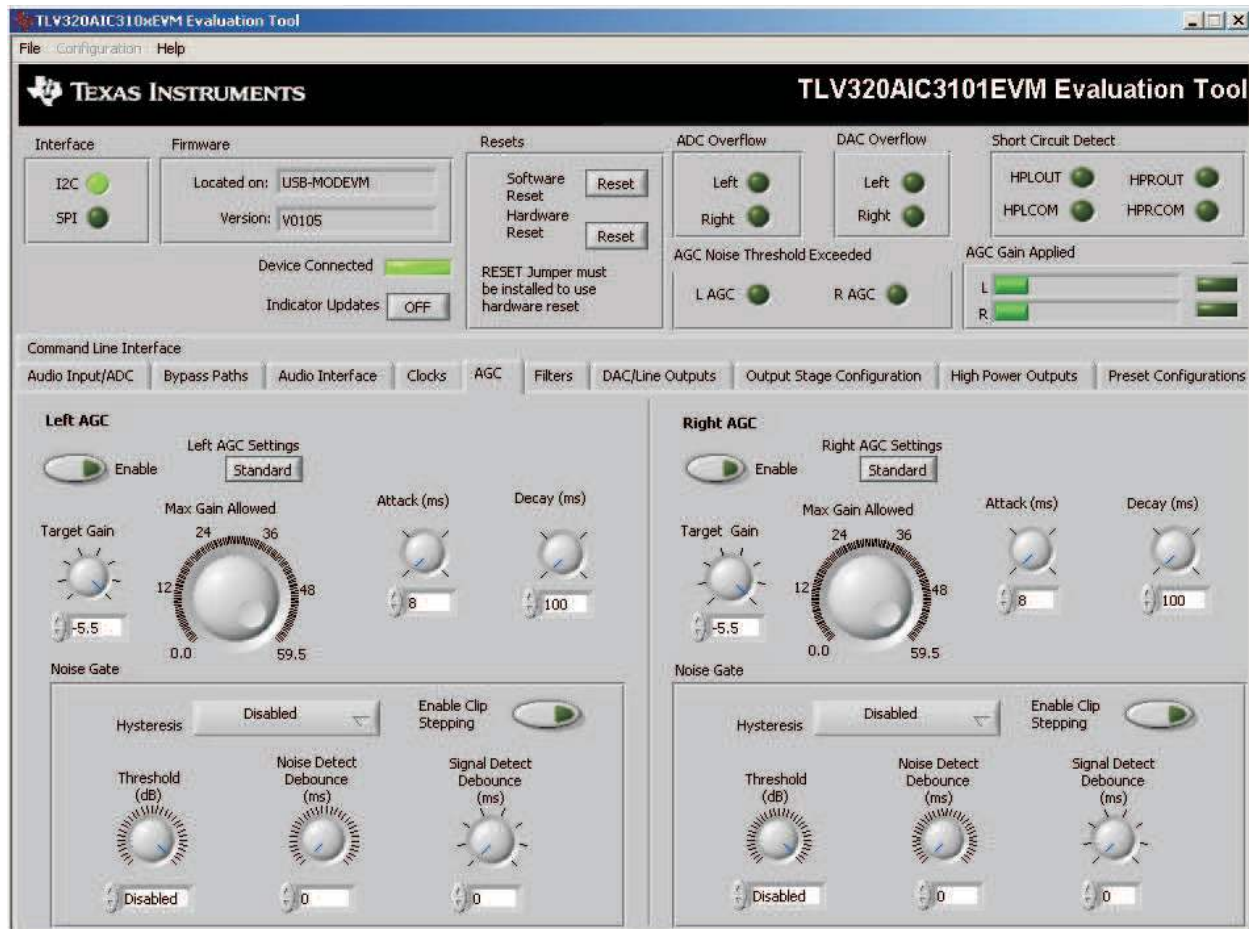 TLV320AIC310xEVM Evaluation Tool
File Configuration Help
TEXAS INSTRUMENTS
TLV320AIC3101EVM Evaluation Tool
Interface
I2C
SPI
Firmware
Located on: USB-MODEVM
Version: V0105
Device Connected
Indicator Updates OFF
Resets
Software Reset Reset
Hardware Reset Reset
RESET Jumper must
be installed to use
hardware reset
ADC Overflow
Left
Right
DAC Overflow
Left
Right
Short Circuit Detect
HPLOUT HPROUT
HPLCOM HPRCOM
AGC Noise Threshold Exceeded
L AGC R AGC
AGC Gain Applied
L
R
Command Line Interface
Audio Input/ADC Bypass Paths Audio Interface Clocks AGC Filters DAC/Line Outputs Output Stage Configuration High Power Outputs Preset Configurations
Left AGC
Enable
Left AGC Settings
Standard
Target Gain
-5.5
Max Gain Allowed
0.0 12 24 36 48 59.5
Attack (ms)
8
Decay (ms)
100
Noise Gate
Hysteresis Disabled
Enable Clip
Stepping
Threshold
(dB)
Disabled
Noise Detect
Debounce
(ms)
0
Signal Detect
Debounce
(ms)
0
Right AGC
Enable
Right AGC Settings
Standard
Target Gain
-5.5
Max Gain Allowed
0.0 12 24 36 48 59.5
Attack (ms)
8
Decay (ms)
100
Noise Gate
Hysteresis Disabled
Enable Clip
Stepping
Threshold
(dB)
Disabled
Noise Detect
Debounce
(ms)
0
Signal Detect
Debounce
(ms)
0